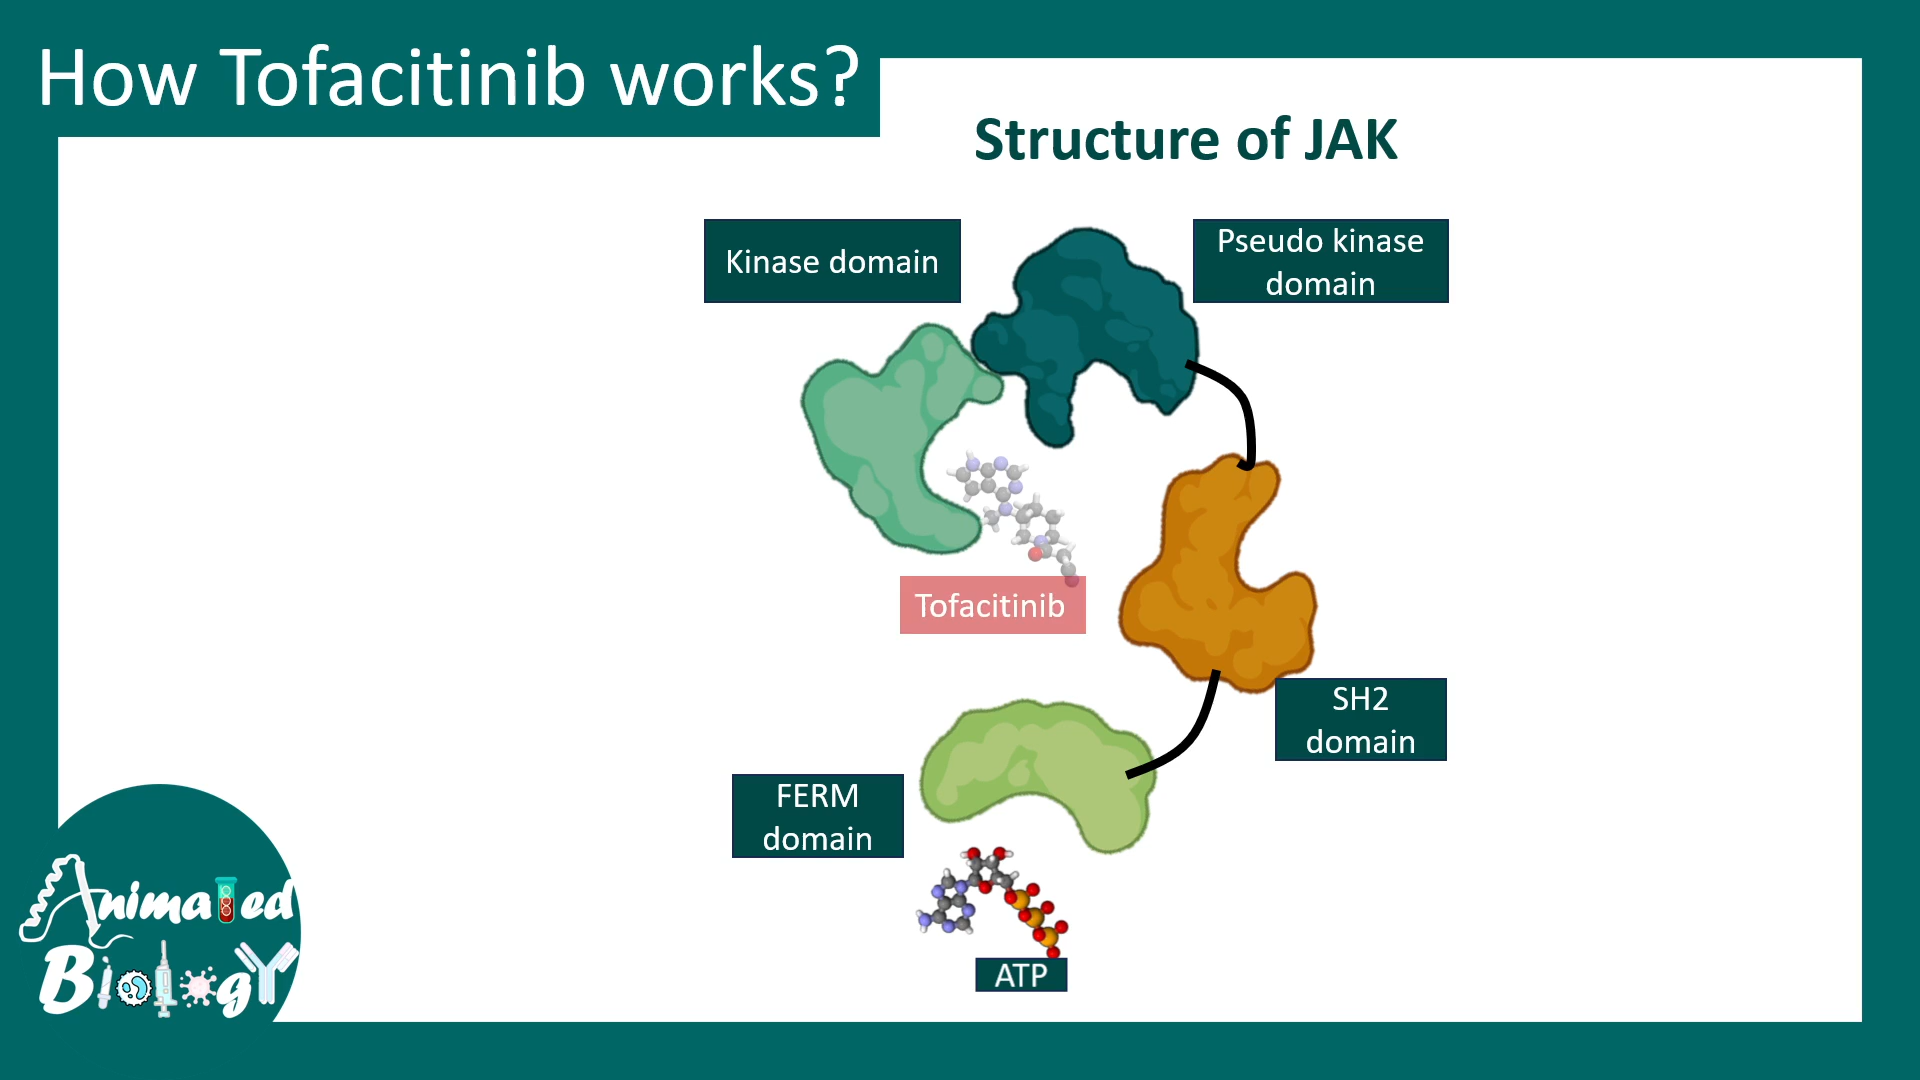 How Tofacitinib works?
Structure of JAK
Kinase domain
Pseudo kinase
domain
Tofacitinib
SH2
domain
FERM
domain
ATP
Animated
Biology